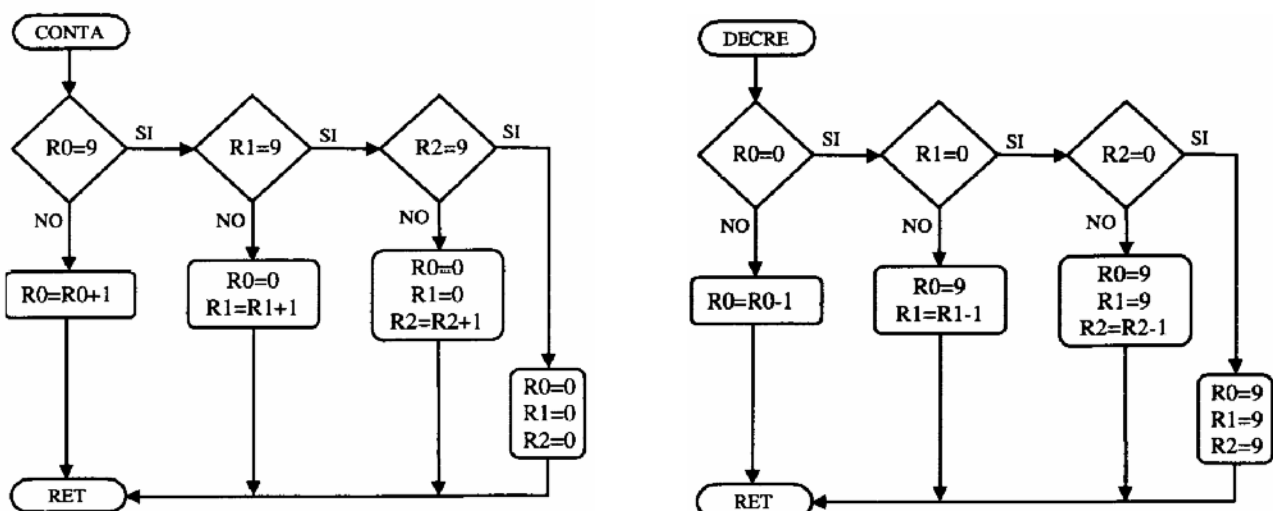 CONTA
R0=9
SI
R1=9
SI
R2=9
SI
NO
NO
NO
R0=R0+1
R0=0
R1=R1+1
R0=0
R1=0
R2=R2+1
R0=0
R1=0
R2=0
RET
DECRE
R0=0
SI
R1=0
SI
R2=0
SI
NO
NO
NO
R0=R0-1
R0=9
R1=R1-1
R0=9
R1=9
R2=R2-1
R0=9
R1=9
R2=9
RET